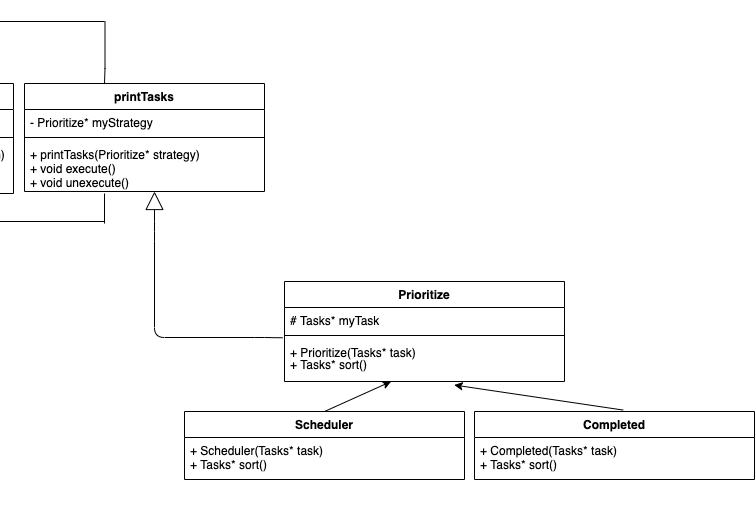 printTasks
- Prioritize* myStrategy
)
+ printTasks(Prioritize* strategy)
+ void execute()
+ void unexecute()
Prioritize
# Tasks* myTask
+ Prioritize(Tasks* task)
+ Tasks* sort()
Scheduler
+ Scheduler(Tasks* task)
+ Tasks* sort()
Completed
+ Completed(Tasks* task)
+ Tasks* sort()